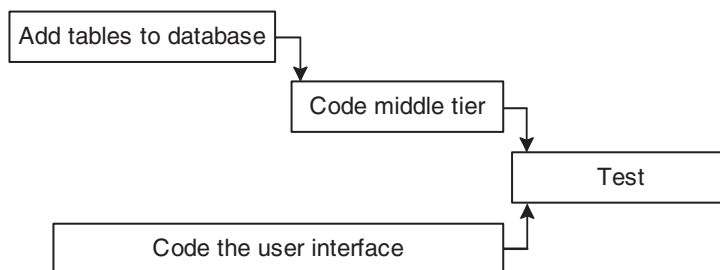 Add tables to database
Code middle tier
Test
Code the user interface